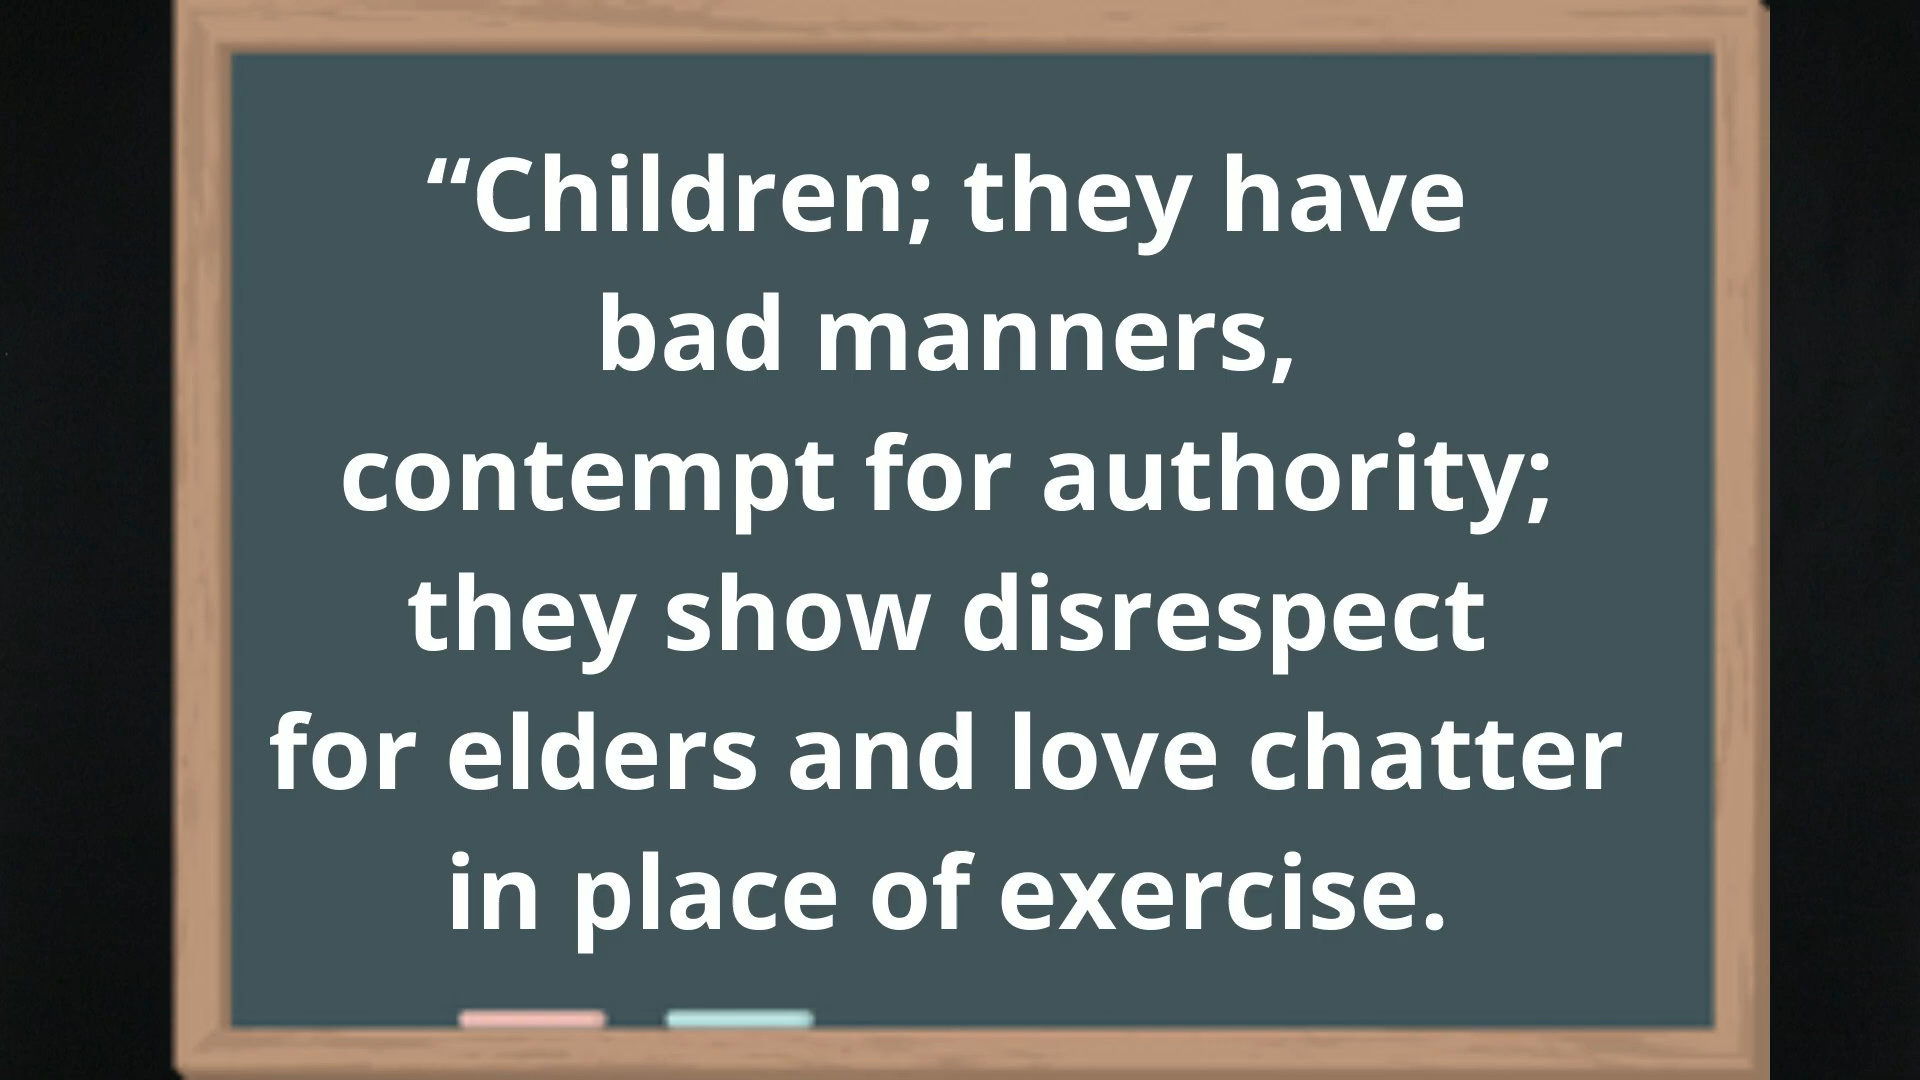 “Children; they have
bad manners,
contempt for authority;
they show disrespect
for elders and love chatter
in place of exercise.